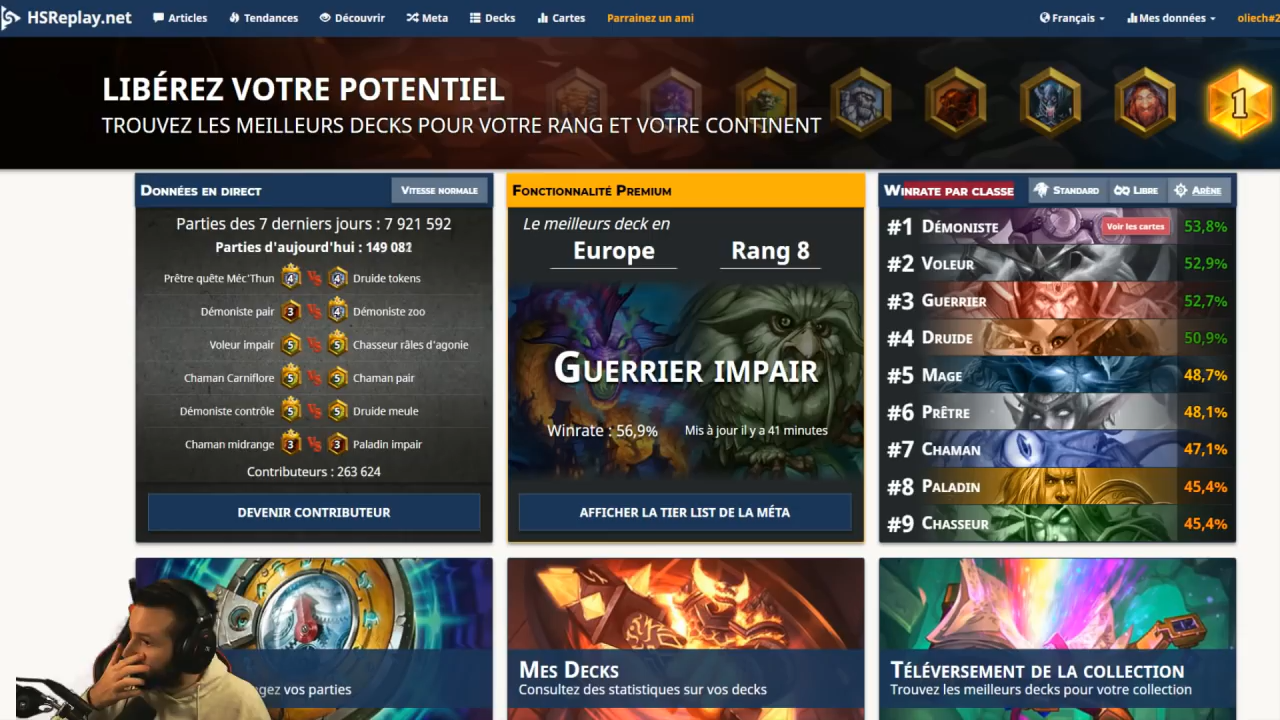 HSReplay.net
Articles
Tendances
Découvrir
Meta
Decks
Cartes
Parrainez un ami
Français
Mes données
oliech#2
LIBÉREZ VOTRE POTENTIEL
TROUVEZ LES MEILLEURS DECKS POUR VOTRE RANG ET VOTRE CONTINENT
1
Données en direct
Vitesse normale
Parties des 7 derniers jours : 7 921 592
Parties d'aujourd'hui : 149 082
Prêtre quête Méc'Thun 4 VS 4 Druide tokens
Démoniste pair 3 VS 4 Démoniste zoo
Voleur impair 5 VS 5 Chasseur râles d'agonie
Chaman Carniflore 5 VS 5 Chaman pair
Démoniste contrôle 5 VS 5 Druide meule
Chaman midrange 3 VS 3 Paladin impair
Contributeurs : 263 624
DEVENIR CONTRIBUTEUR
Fonctionnalité Premium
Le meilleurs deck en
Europe
Rang 8
Guerrier impair
Winrate : 56,9%
Mis à jour il y a 41 minutes
AFFICHER LA TIER LIST DE LA MÉTA
Winrate par classe
Standard
Libre
Arène
#1 Démoniste Voir les cartes 53,8%
#2 Voleur 52,9%
#3 Guerrier 52,7%
#4 Druide 50,9%
#5 Mage 48,7%
#6 Prêtre 48,1%
#7 Chaman 47,1%
#8 Paladin 45,4%
#9 Chasseur 45,4%
vos parties
Mes Decks
Consultez des statistiques sur vos decks
Téléversement de la collection
Trouvez les meilleurs decks pour votre collection